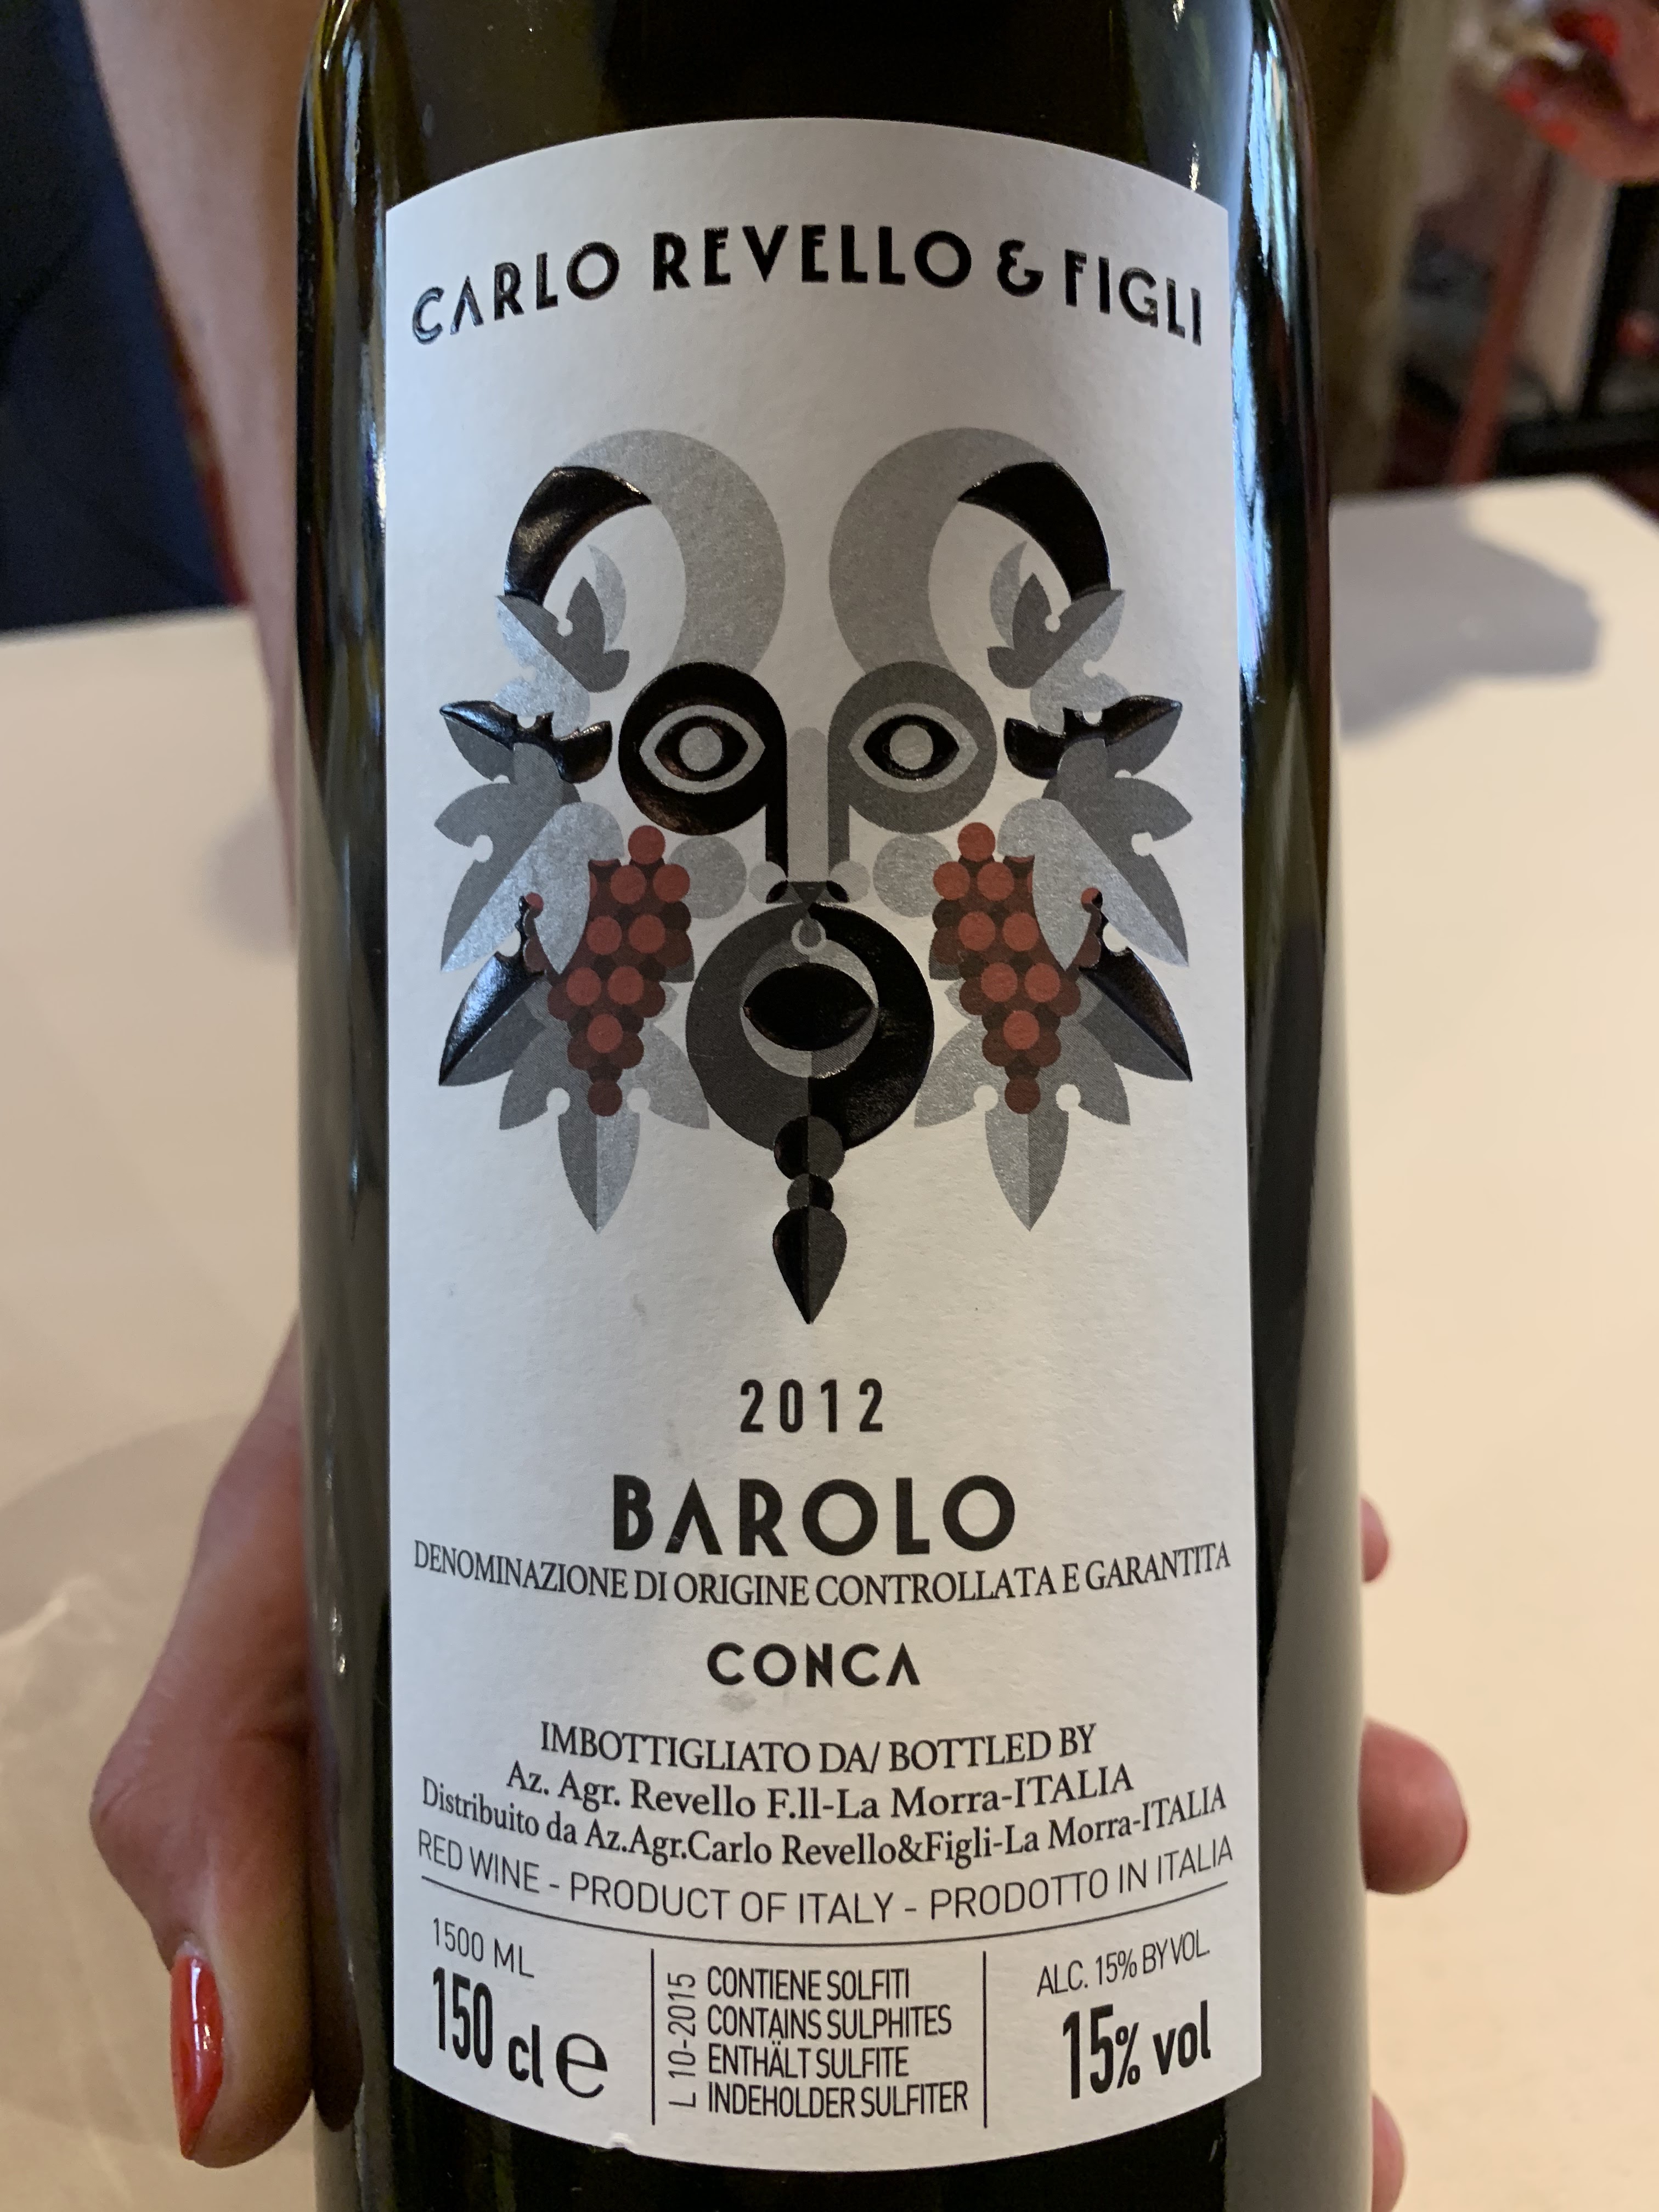 CARLO REVELLO & FIGLI
2012
BAROLO
DENOMINAZIONE DI ORIGINE CONTROLLATA E GARANTITA
CONCA
IMBOTTIGLIATO DA/ BOTTLED BY
Az. Agr. Revello F.ll-La Morra-ITALIA
Distribuito da Az.Agr.Carlo Revello&Figli-La Morra-ITALIA
RED WINE - PRODUCT OF ITALY - PRODOTTO IN ITALIA
1500 ML
150 cl e
L 10-2015
CONTIENE SOLFITI
CONTAINS SULPHITES
ENTHÄLT SULFITE
INDEHOLDER SULFITER
ALC. 15% BY VOL.
15% vol